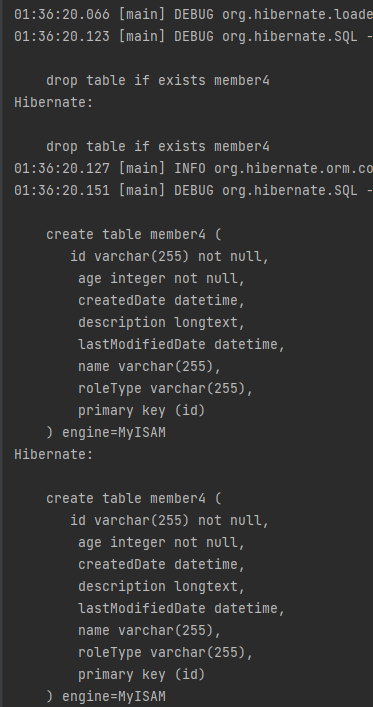 01:36:20.066 [main] DEBUG org.hibernate.loade
01:36:20.123 [main] DEBUG org.hibernate.SQL -
drop table if exists member4
Hibernate:
drop table if exists member4
01:36:20.127 [main] INFO org.hibernate.orm.co
01:36:20.151 [main] DEBUG org.hibernate.SQL -
create table member4 (
id varchar(255) not null,
age integer not null,
createdDate datetime,
description longtext,
lastModifiedDate datetime,
name varchar(255),
roleType varchar(255),
primary key (id)
) engine=MyISAM
Hibernate:
create table member4 (
id varchar(255) not null,
age integer not null,
createdDate datetime,
description longtext,
lastModifiedDate datetime,
name varchar(255),
roleType varchar(255),
primary key (id)
) engine=MyISAM